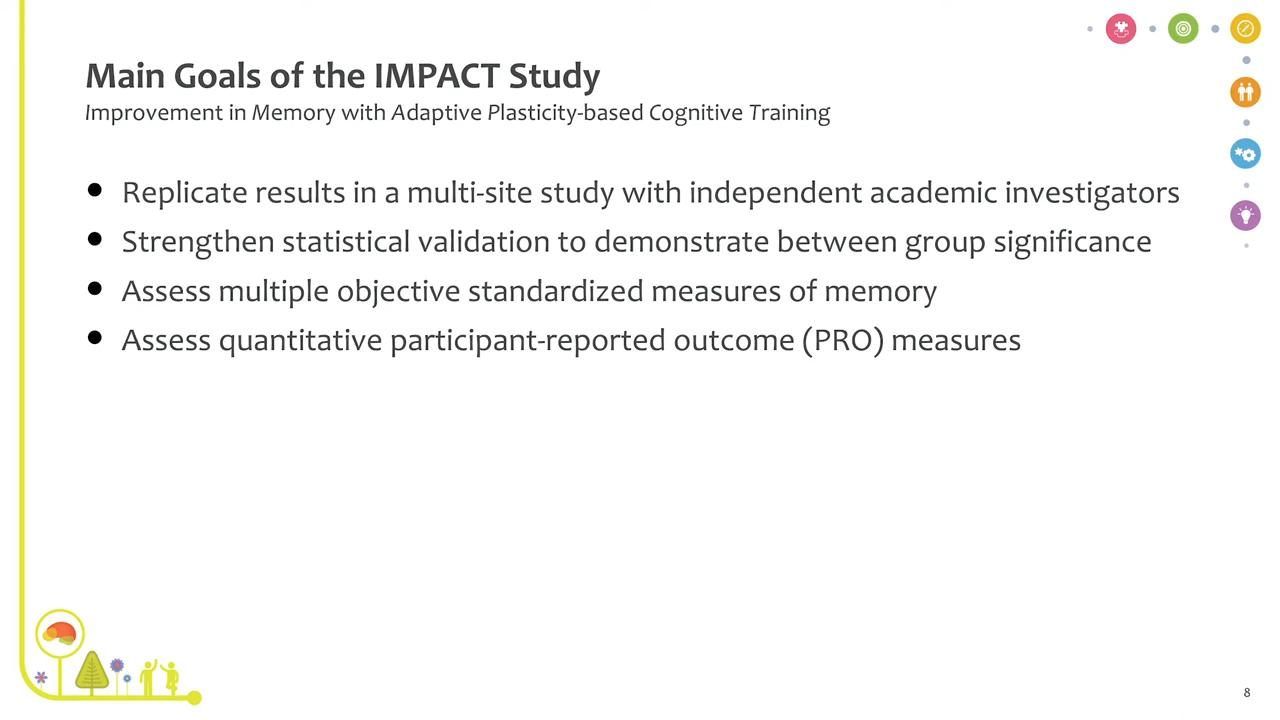 Main Goals of the IMPACT Study
Improvement in Memory with Adaptive Plasticity-based Cognitive Training
● Replicate results in a multi-site study with independent academic investigators
● Strengthen statistical validation to demonstrate between group significance
● Assess multiple objective standardized measures of memory
● Assess quantitative participant-reported outcome (PRO) measures
8